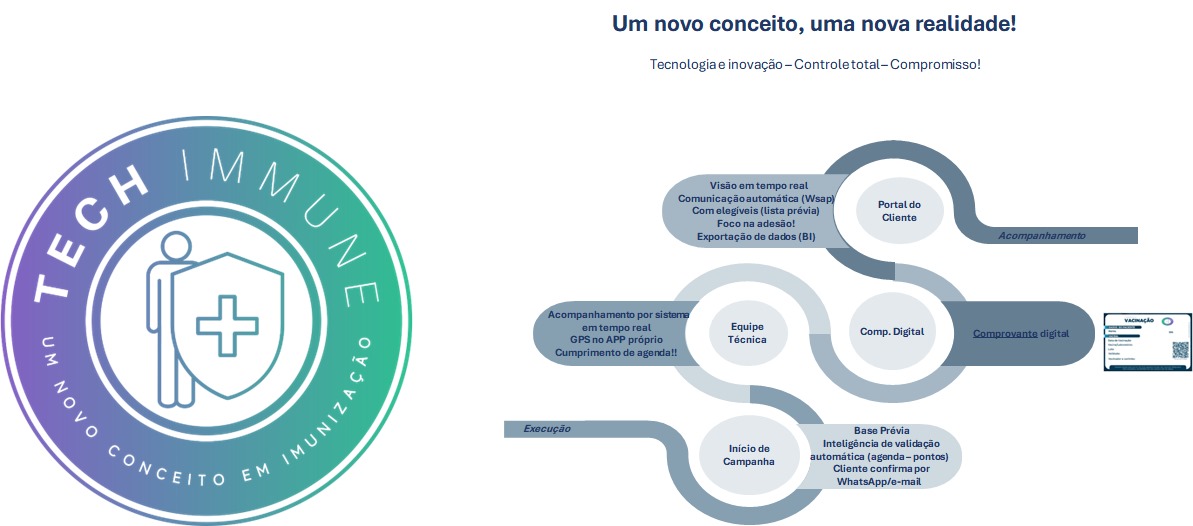 Um novo conceito, uma nova realidade!
Tecnologia e inovação – Controle total – Compromisso!
TECH IMMUNE
UM NOVO CONCEITO EM IMUNIZAÇÃO
Visão em tempo real
Comunicação automática (Wsap)
Com elegíveis (lista prévia)
Foco na adesão!
Exportação de dados (BI)
Portal do
Cliente
Acompanhamento
Acompanhamento por sistema
em tempo real
GPS no APP próprio
Cumprimento de agenda!!
Equipe
Técnica
Comp. Digital
Comprovante digital
VACINAÇÃO
Execução
Início de
Campanha
Base Prévia
Inteligência de validação
automática (agenda – pontos)
Cliente confirma por
WhatsApp/e-mail